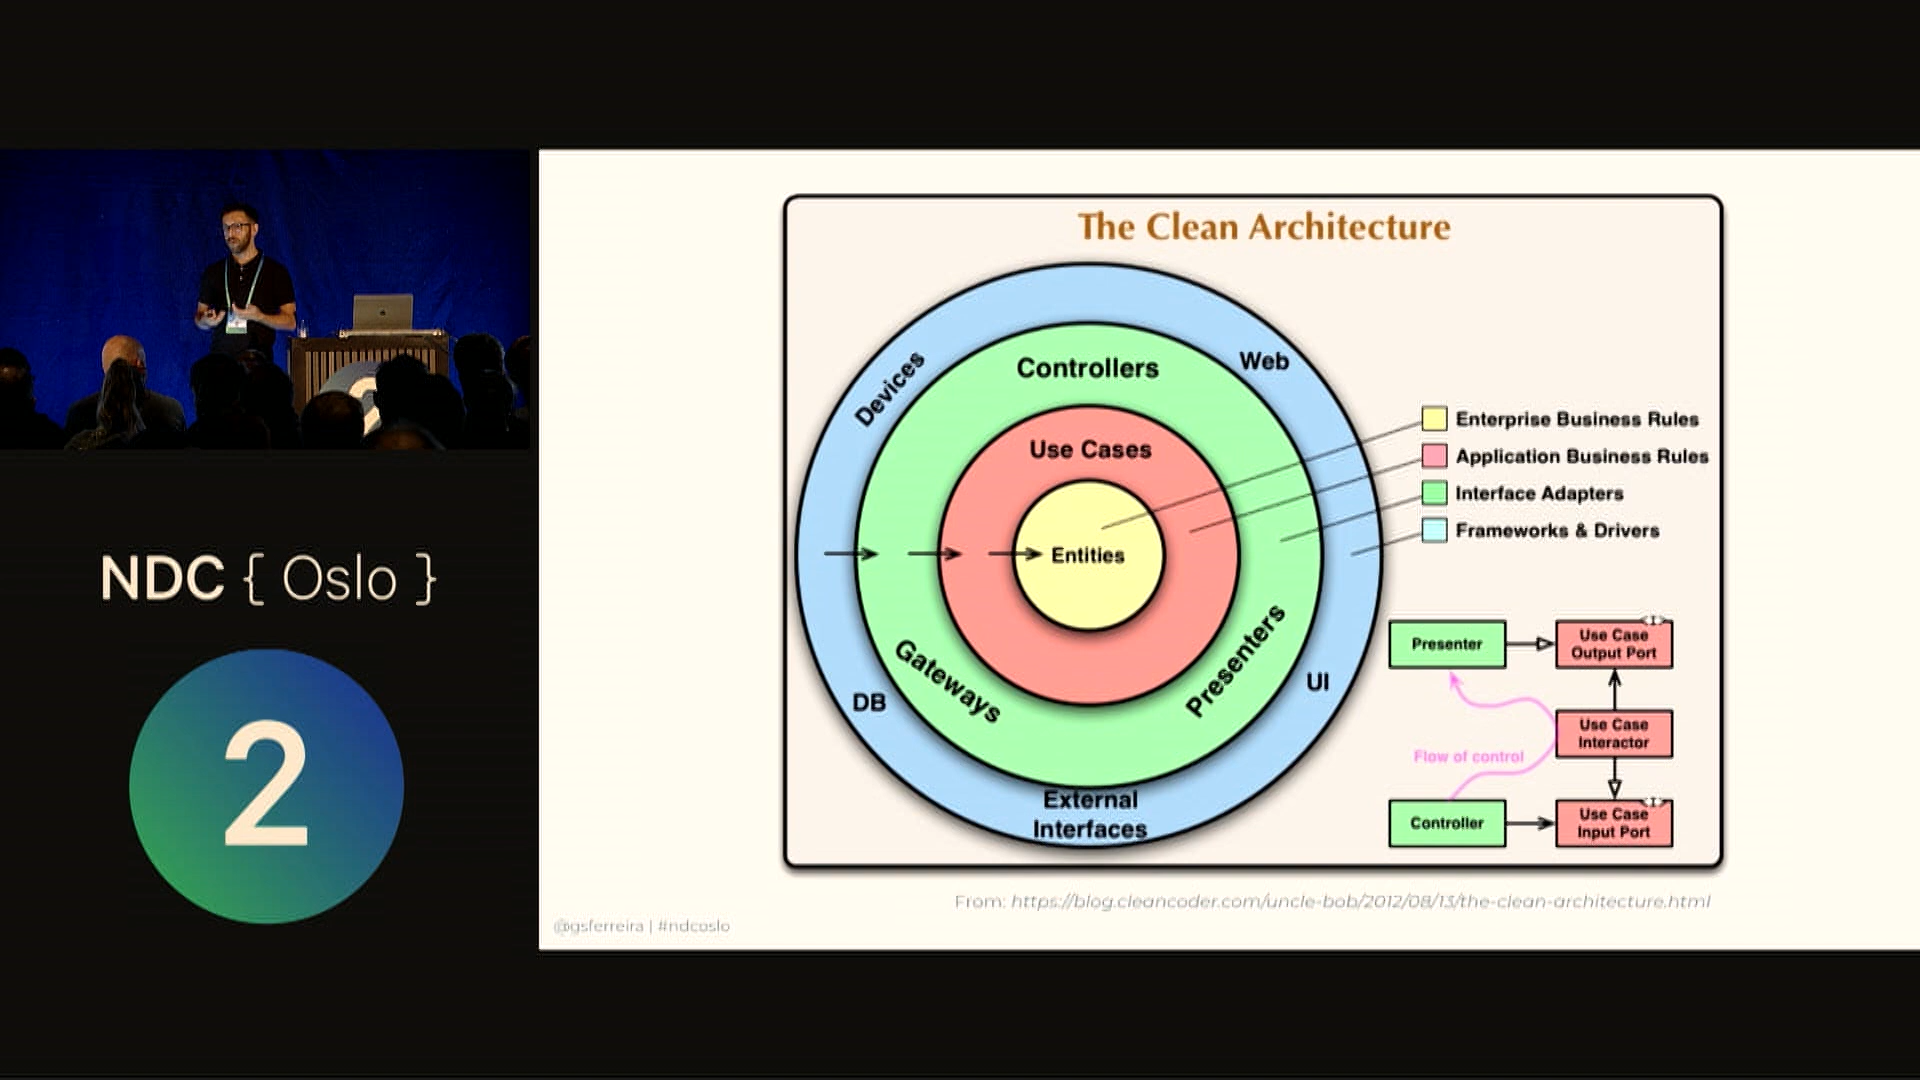 NDC { Oslo }
2
The Clean Architecture
Devices
Web
Controllers
Use Cases
Entities
Gateways
Presenters
DB
UI
External
Interfaces
Enterprise Business Rules
Application Business Rules
Interface Adapters
Frameworks & Drivers
Presenter
Use Case
Output Port
Use Case
Interactor
Flow of control
Controller
Use Case
Input Port
From: https://blog.cleancoder.com/uncle-bob/2012/08/13/the-clean-architecture.html
@gsferreira | #ndcoslo